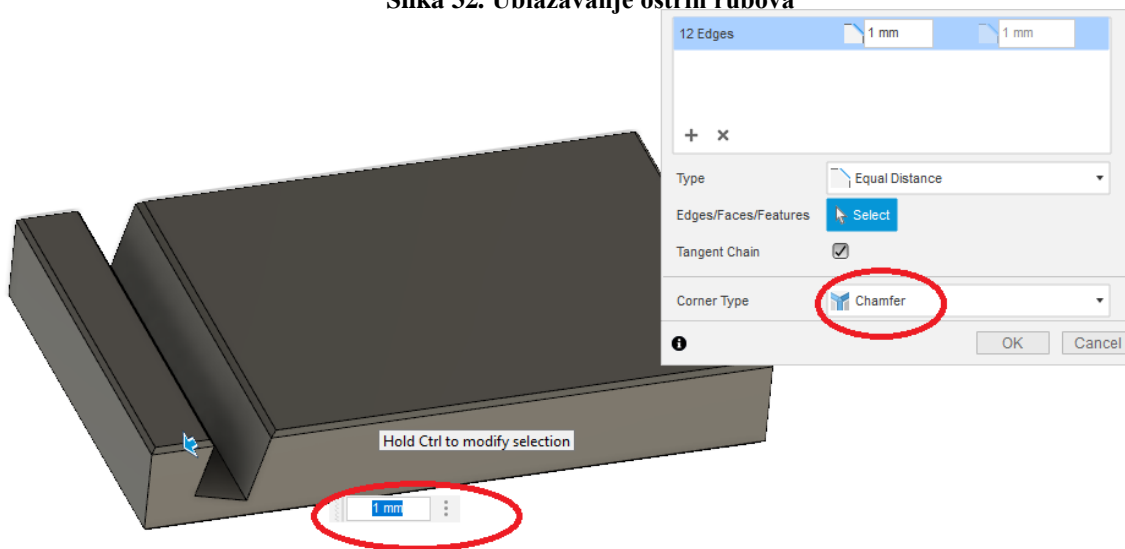 Slika 32. Ublažavanje oštrih rubova
12 Edges 1 mm 1 mm
Type Equal Distance
Edges/Faces/Features Select
Tangent Chain
Corner Type Chamfer
OK Cancel
Hold Ctrl to modify selection
1 mm